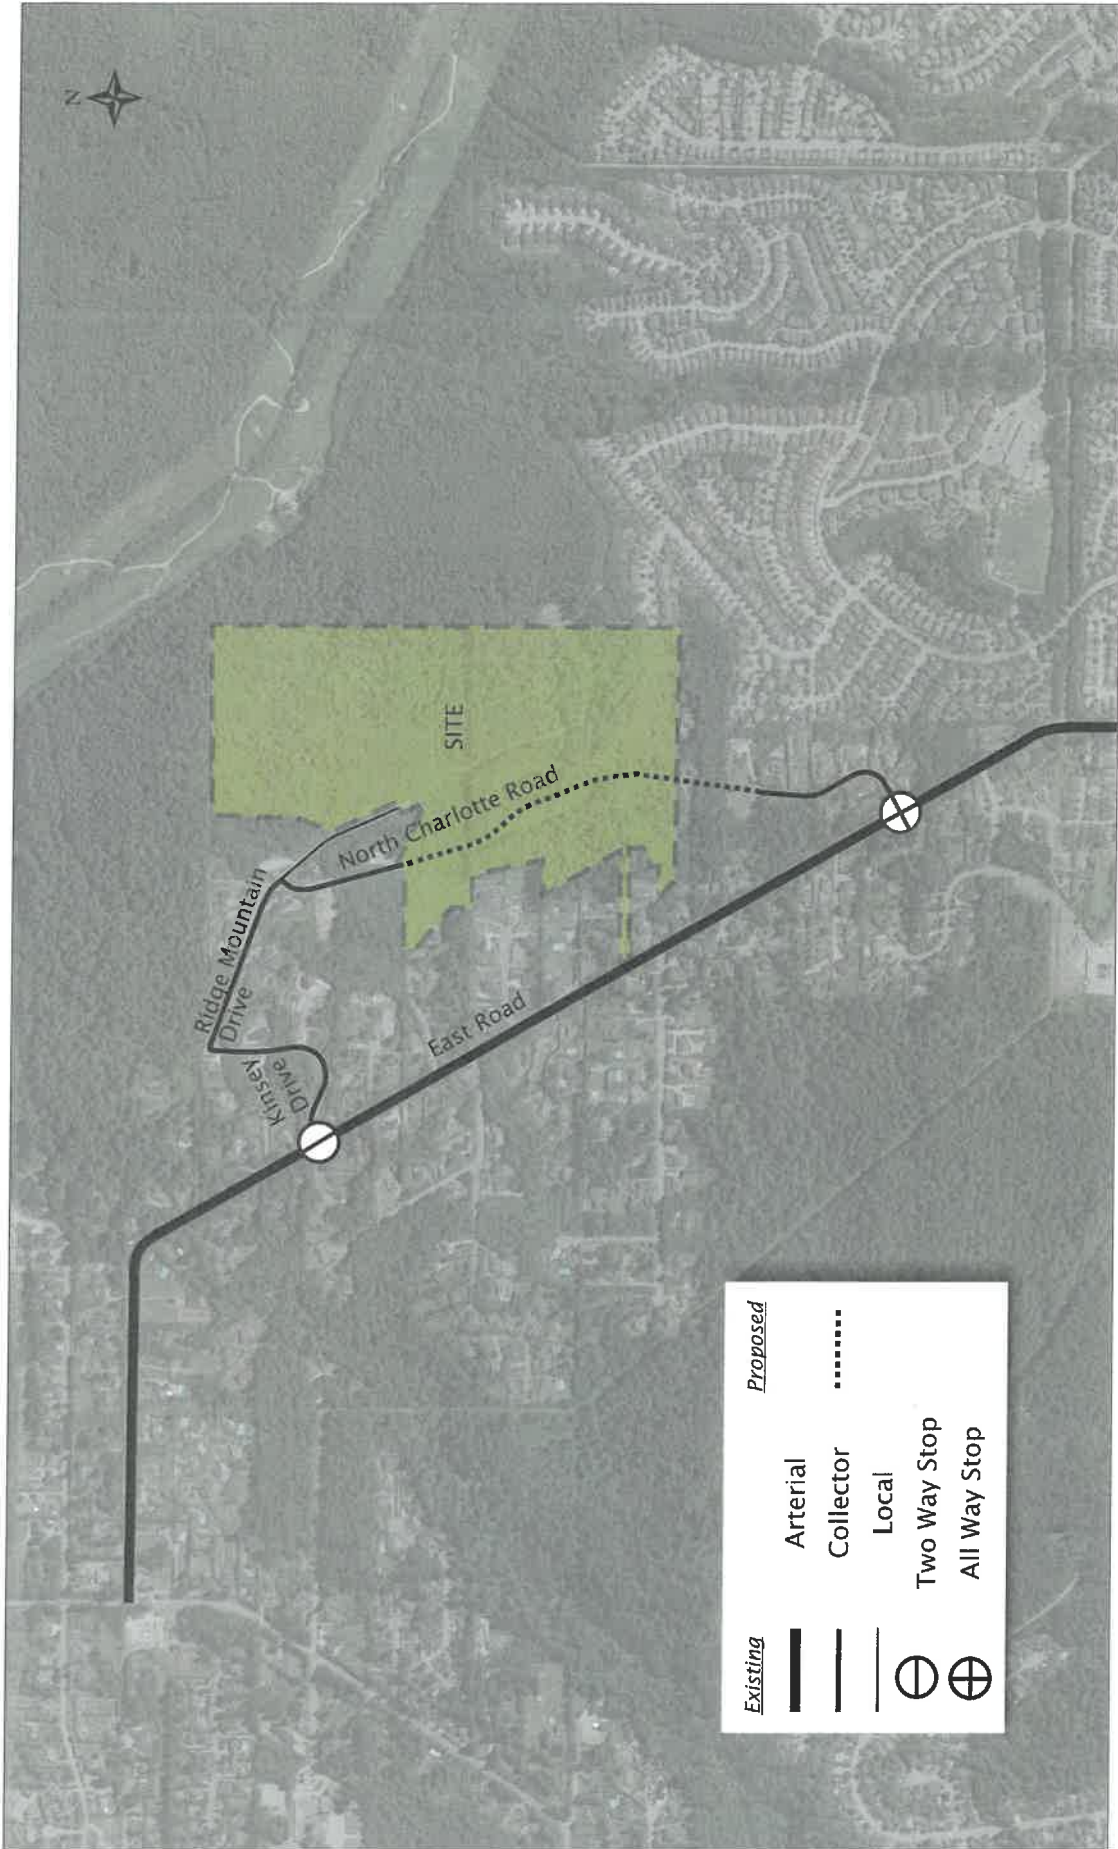 N
SITE
North Charlotte Road
Ridge Mountain
Drive
Kinsey
Drive
East Road
Existing
Proposed
Arterial
Collector
Local
Two Way Stop
All Way Stop